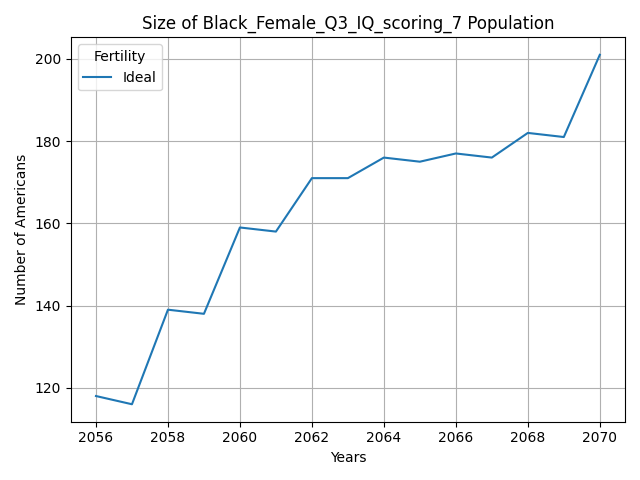 Size of Black_Female_Q3_IQ_scoring_7 Population
Fertility
Ideal
Number of Americans
200
180
160
140
120
2056 2058 2060 2062 2064 2066 2068 2070
Years